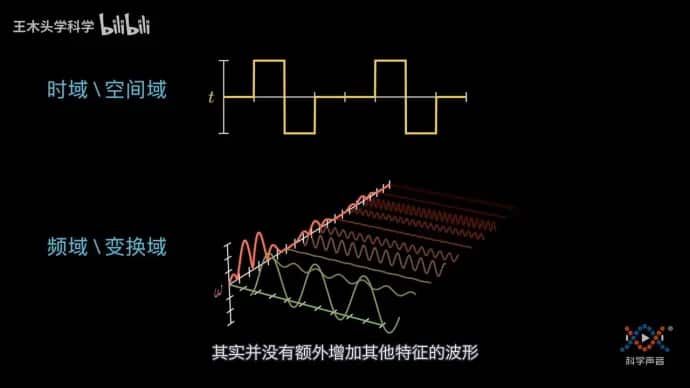 王木头学科学 bilibili
时域\空间域
t
频域\变换域
ω
其实并没有额外增加其他特征的波形
科学声音